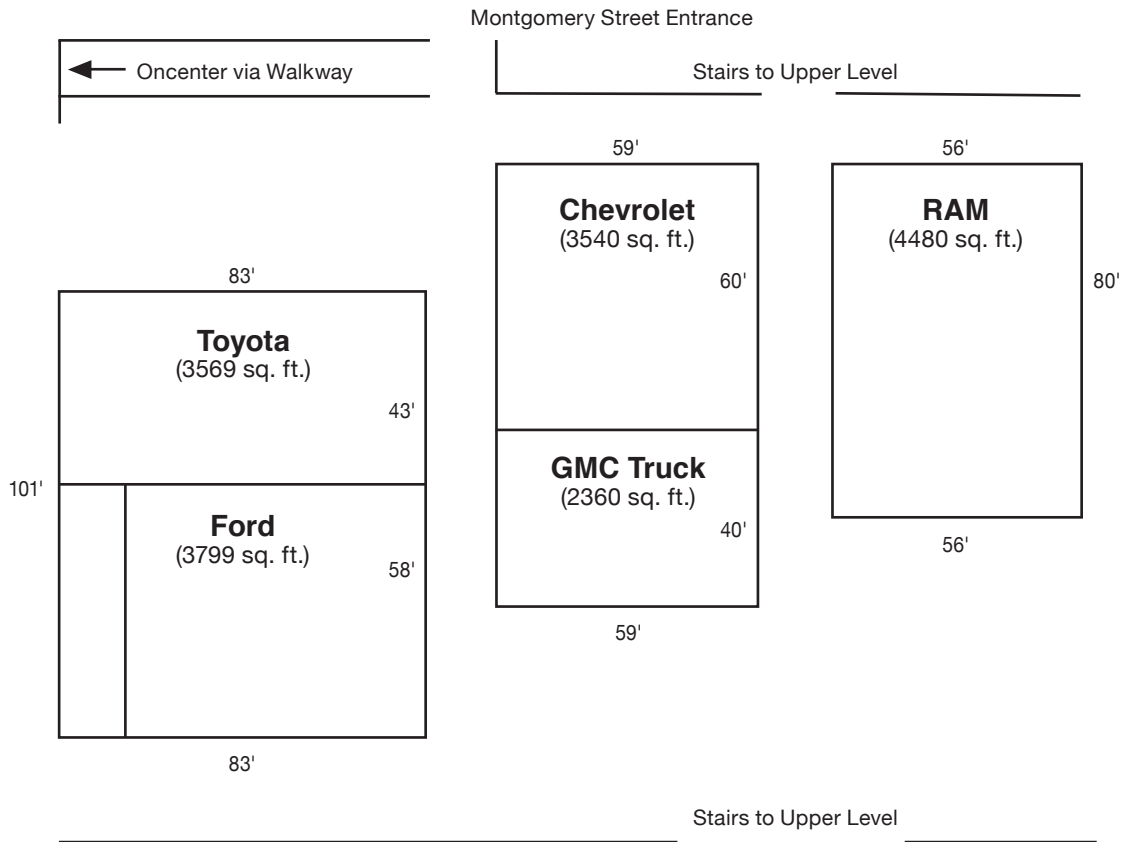 Montgomery Street Entrance
Oncenter via Walkway
Stairs to Upper Level
59'
56'
Chevrolet
(3540 sq. ft.)
60'
RAM
(4480 sq. ft.)
80'
83'
Toyota
(3569 sq. ft.)
43'
101'
GMC Truck
(2360 sq. ft.)
40'
Ford
(3799 sq. ft.)
58'
56'
59'
83'
Stairs to Upper Level